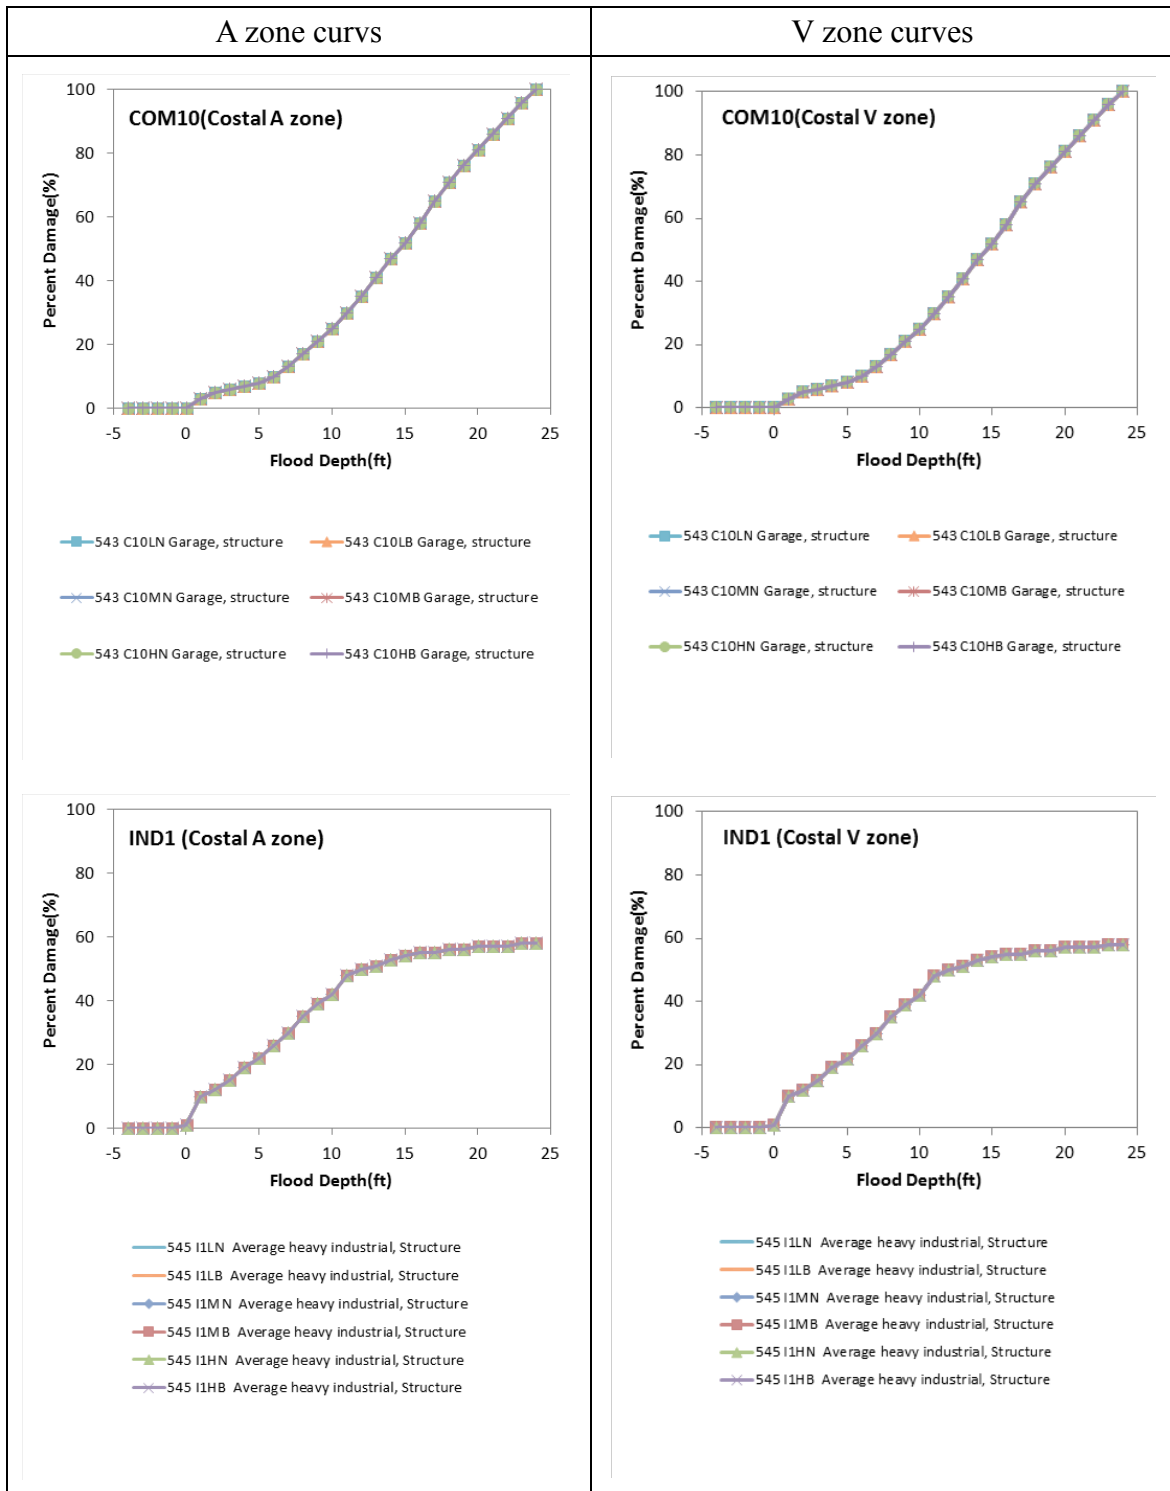 A zone curvs
V zone curves
COM10(Costal A zone)
Percent Damage(%)
100
80
60
40
20
0
-5 0 5 10 15 20 25
Flood Depth(ft)
543 C10LN Garage, structure 543 C10LB Garage, structure
543 C10MN Garage, structure 543 C10MB Garage, structure
543 C10HN Garage, structure 543 C10HB Garage, structure
COM10(Costal V zone)
Percent Damage(%)
100
80
60
40
20
0
-5 0 5 10 15 20 25
Flood Depth(ft)
543 C10LN Garage, structure 543 C10LB Garage, structure
543 C10MN Garage, structure 543 C10MB Garage, structure
543 C10HN Garage, structure 543 C10HB Garage, structure
IND1 (Costal A zone)
Percent Damage(%)
100
80
60
40
20
0
-5 0 5 10 15 20 25
Flood Depth(ft)
545 I1LN Average heavy industrial, Structure
545 I1LB Average heavy industrial, Structure
545 I1MN Average heavy industrial, Structure
545 I1MB Average heavy industrial, Structure
545 I1HN Average heavy industrial, Structure
545 I1HB Average heavy industrial, Structure
IND1 (Costal V zone)
Percent Damage(%)
100
80
60
40
20
0
-5 0 5 10 15 20 25
Flood Depth(ft)
545 I1LN Average heavy industrial, Structure
545 I1LB Average heavy industrial, Structure
545 I1MN Average heavy industrial, Structure
545 I1MB Average heavy industrial, Structure
545 I1HN Average heavy industrial, Structure
545 I1HB Average heavy industrial, Structure